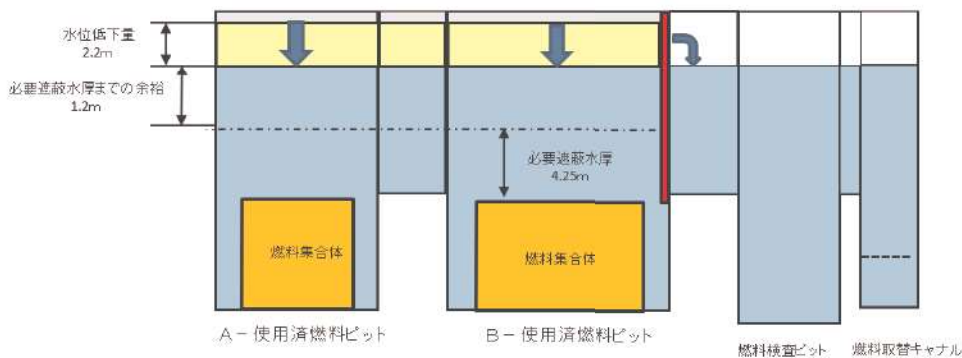 水位低下量
2.2m
必要遮蔽水厚までの余裕
1.2m
必要遮蔽水厚
4.25m
燃料集合体
燃料集合体
A－使用済燃料ピット
B－使用済燃料ピット
燃料検査ピット
燃料取替キャナル